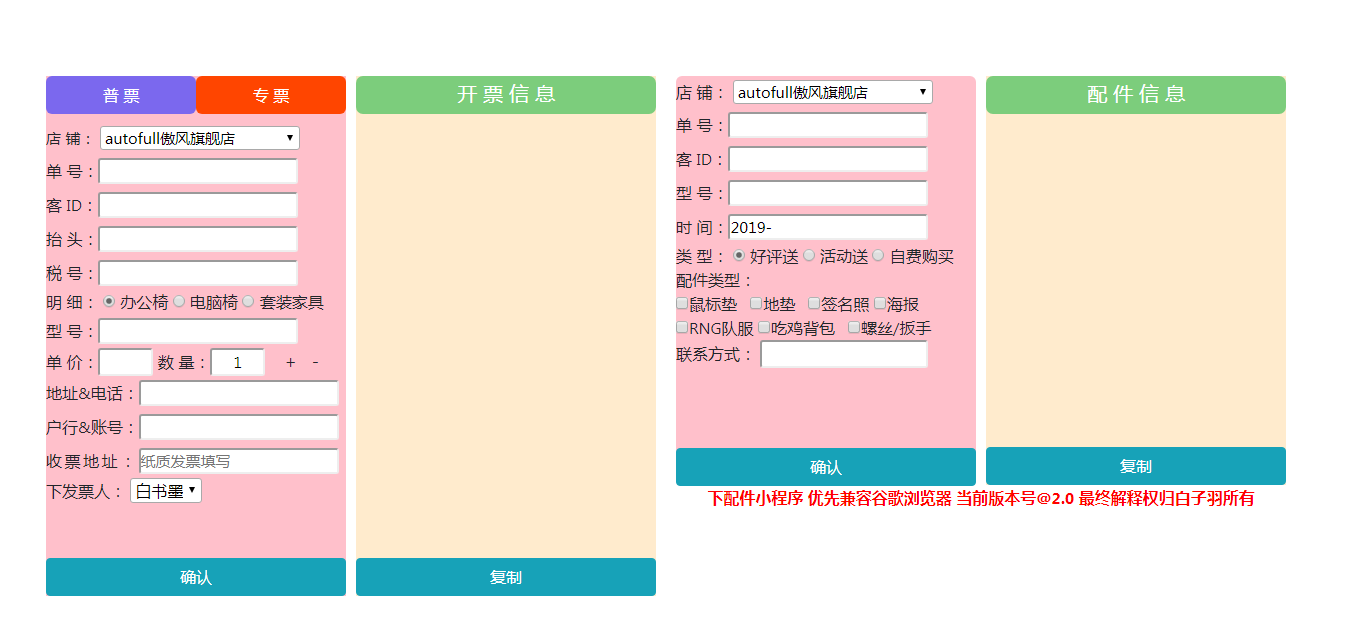 普 票
专 票
店 铺： autofull傲风旗舰店
单 号：
客 ID：
抬 头：
税 号：
明 细： 办公椅 电脑椅 套装家具
型 号：
单 价： 数 量： 1 + -
地址&电话：
户行&账号：
收票地址： 纸质发票填写
下发票人： 白书墨
确认
开票信息
复制
店 铺： autofull傲风旗舰店
单 号：
客 ID：
型 号：
时 间： 2019-
类 型： 好评送 活动送 自费购买
配件类型：
鼠标垫 地垫 签名照 海报
RNG队服 吃鸡背包 螺丝/扳手
联系方式：
确认
配件信息
复制
下配件小程序 优先兼容谷歌浏览器 当前版本号@2.0 最终解释权归白子羽所有